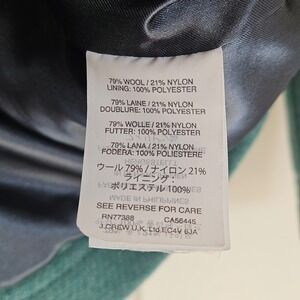 79% WOOL / 21% NYLON
LINING: 100% POLYESTER
79% LAINE / 21% NYLON
DOUBLURE: 100% POLYESTER
79% WOLLE / 21% NYLON
FUTTER: 100% POLYESTER
79% LANA / 21% NYLON
FODERA: 100% POLIESTERE
ウール 79% / ナイロン 21%
ライニング・
ポリエステル 100%
MADE IN PHILIPPINES
SEE REVERSE FOR CARE
RN77388 CA56445
J.CREW U.K. Ltd.EC4V 6JA